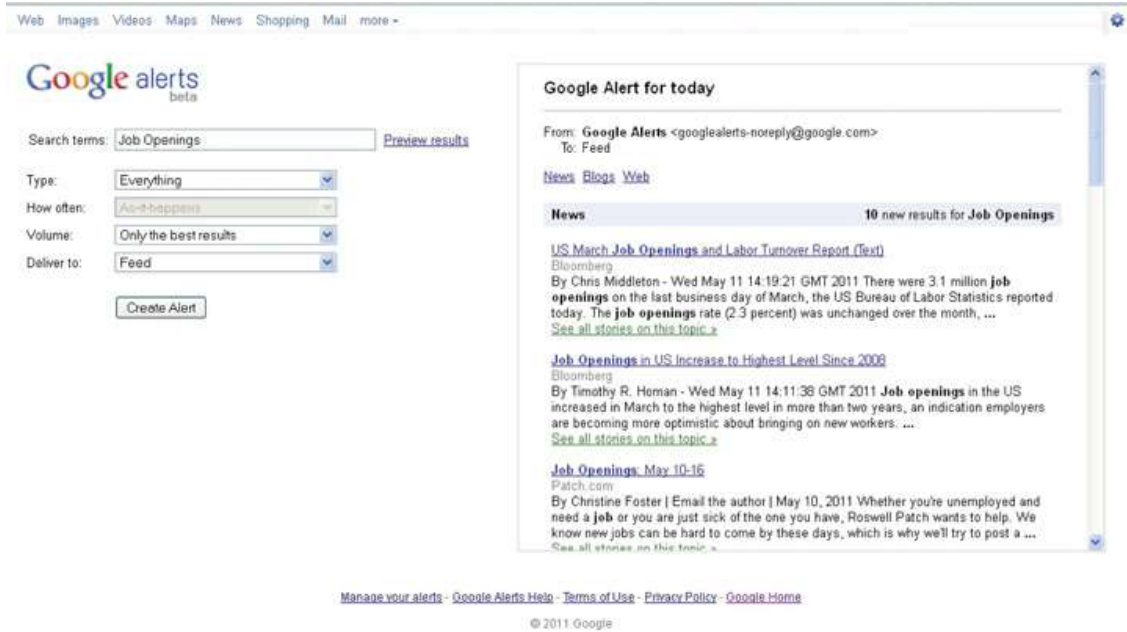 Web Images Videos Maps News Shopping Mail more
Google alerts
beta
Search terms: Job Openings Preview results
Type: Everything
How often: As-it-happens
Volume: Only the best results
Deliver to: Feed
Create Alert
Google Alert for today
From: Google Alerts <googlealerts-noreply@google.com>
To: Feed
News Blogs Web
News 10 new results for Job Openings
US March Job Openings and Labor Turnover Report (Text)
Bloomberg
By Chris Middleton - Wed May 11 14:19:21 GMT 2011 There were 3.1 million job
openings on the last business day of March, the US Bureau of Labor Statistics reported
today. The job openings rate (2.3 percent) was unchanged over the month, ...
See all stories on this topic »
Job Openings in US Increase to Highest Level Since 2008
Bloomberg
By Timothy R. Homan - Wed May 11 14:11:38 GMT 2011 Job openings in the US
increased in March to the highest level in more than two years, an indication employers
are becoming more optimistic about bringing on new workers. ...
See all stories on this topic »
Job Openings: May 10-16
Patch.com
By Christine Foster | Email the author | May 10, 2011 Whether you're unemployed and
need a job or you are just sick of the one you have, Roswell Patch wants to help. We
know new jobs can be hard to come by these days, which is why we'll try to post a ...
See all stories on this topic »
Manage your alerts - Google Alerts Help - Terms of Use - Privacy Policy - Google Home
© 2011 Google